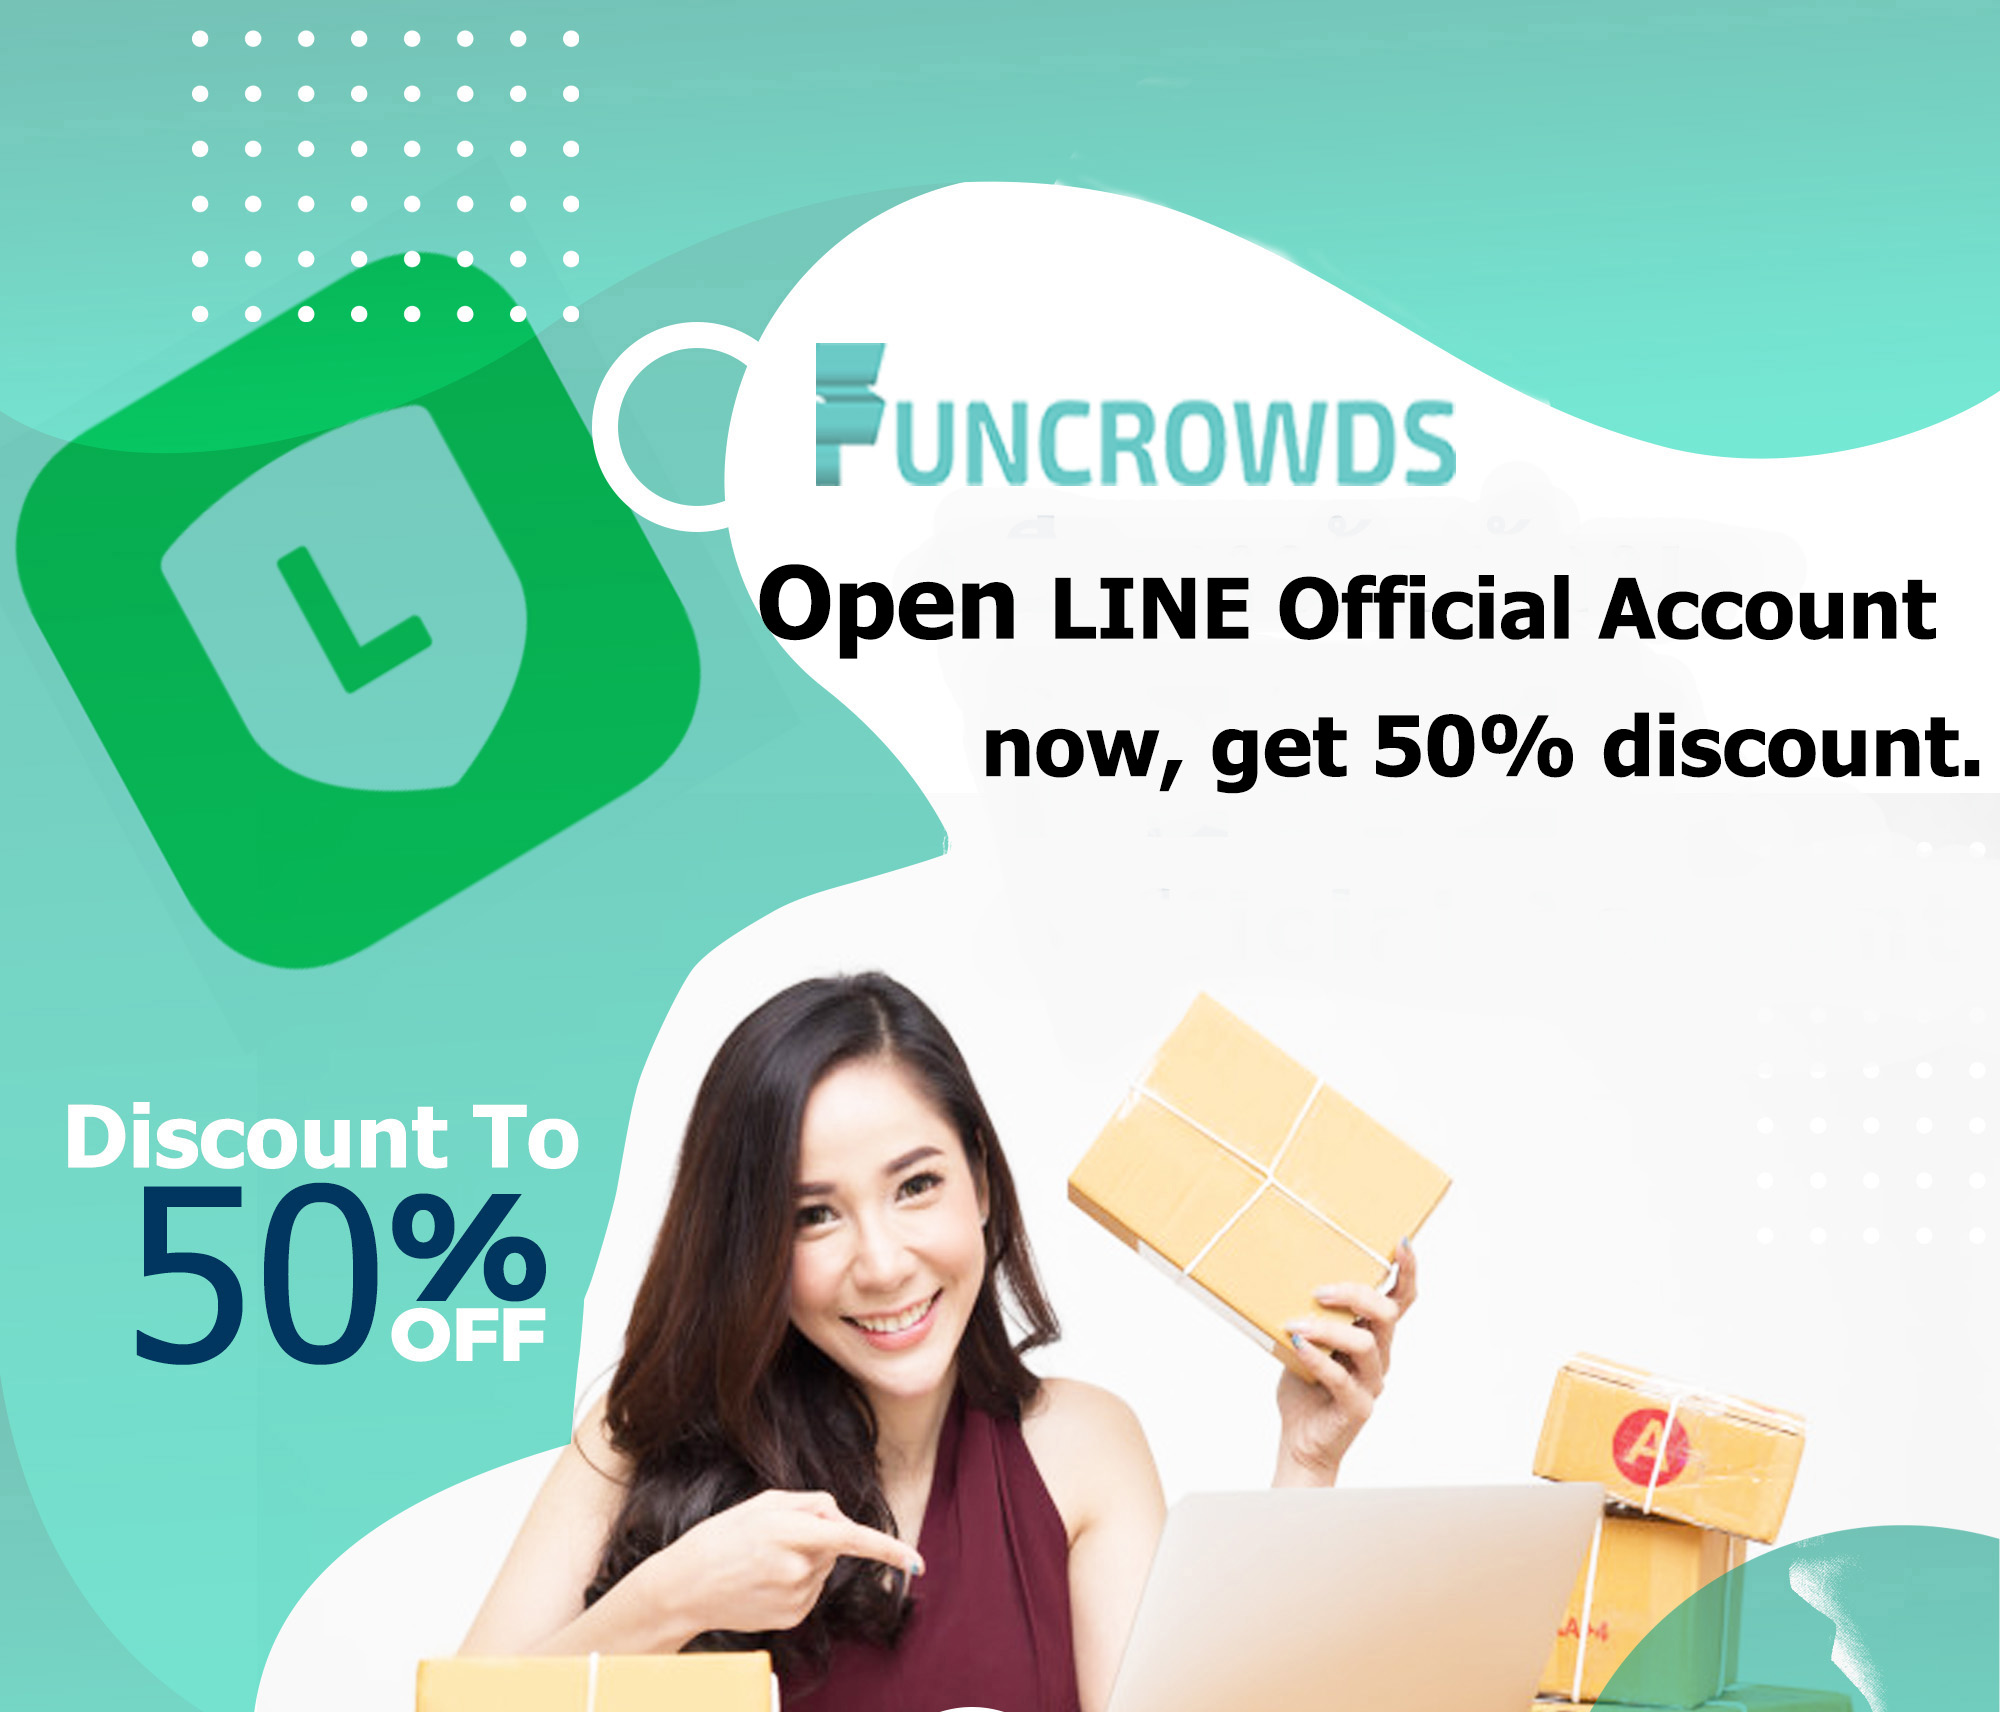 FUNCROWDS
Open LINE Official Account
now, get 50% discount.
L
Discount To
50%
OFF
A